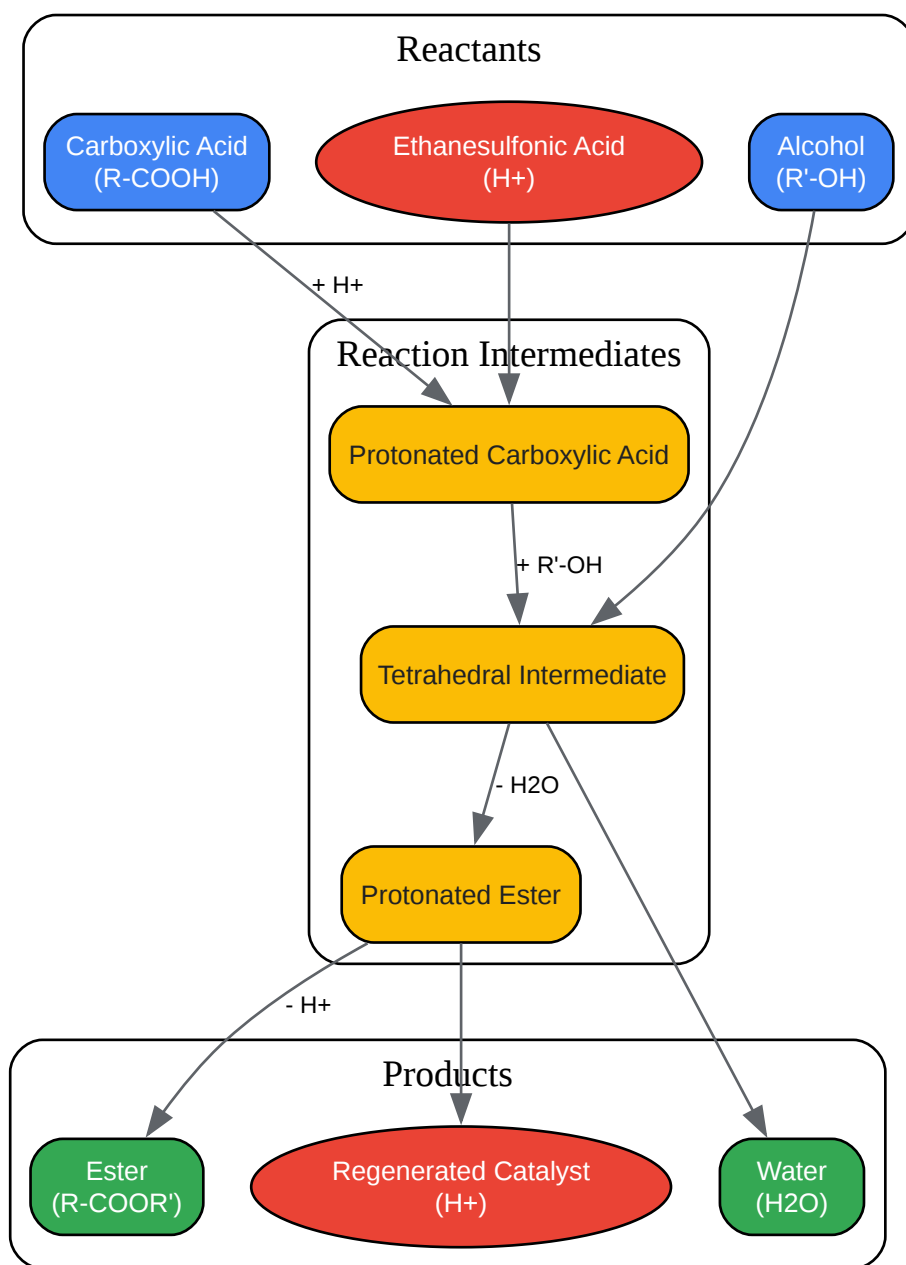 Reactants
Carboxylic Acid
(R-COOH)
Ethanesulfonic Acid
(H+)
Alcohol
(R'-OH)
+ H+
Reaction Intermediates
Protonated Carboxylic Acid
+ R'-OH
Tetrahedral Intermediate
- H2O
Protonated Ester
- H+
Products
Ester
(R-COOR')
Regenerated Catalyst
(H+)
Water
(H2O)